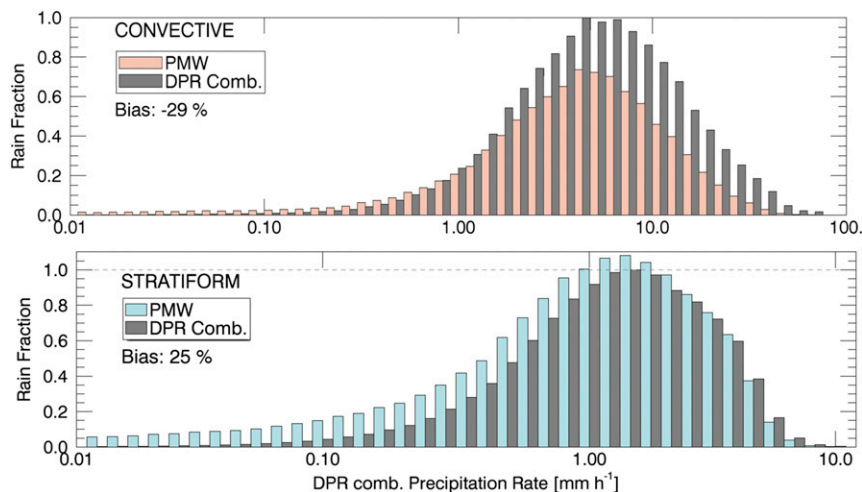 CONVECTIVE
PMW
DPR Comb.
Bias: -29 %
Rain Fraction
1.0
0.8
0.6
0.4
0.2
0.0
0.01
0.10
1.00
10.0
100.
STRATIFORM
PMW
DPR Comb.
Bias: 25 %
Rain Fraction
1.0
0.8
0.6
0.4
0.2
0.0
0.01
0.10
1.00
10.0
DPR comb. Precipitation Rate [mm h⁻¹]